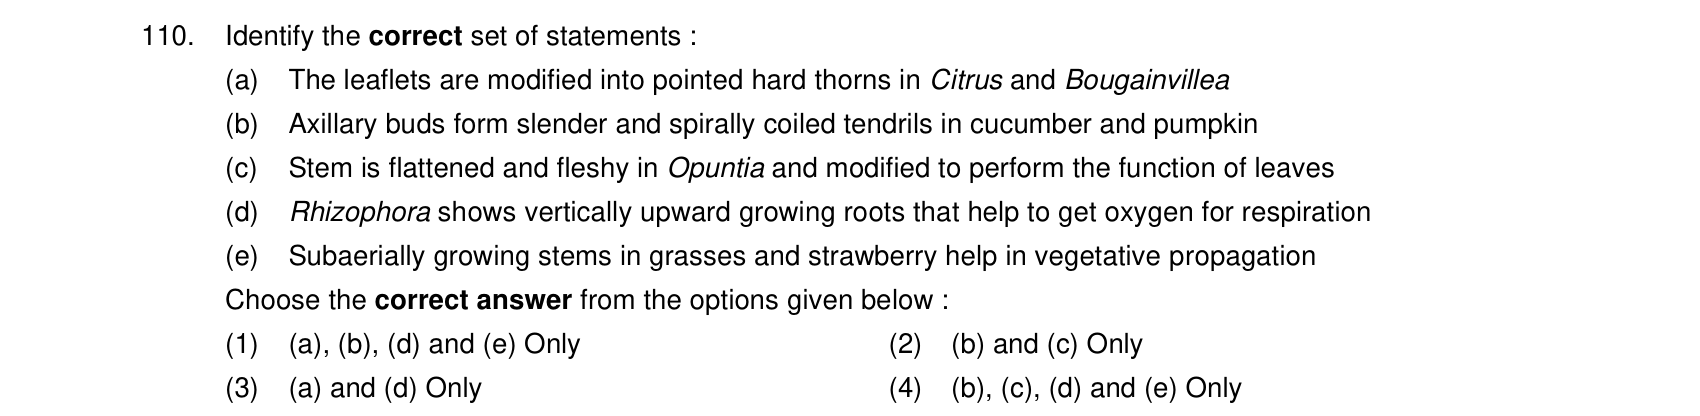 110. Identify the correct set of statements :
(a) The leaflets are modified into pointed hard thorns in Citrus and Bougainvillea
(b) Axillary buds form slender and spirally coiled tendrils in cucumber and pumpkin
(c) Stem is flattened and fleshy in Opuntia and modified to perform the function of leaves
(d) Rhizophora shows vertically upward growing roots that help to get oxygen for respiration
(e) Subaerially growing stems in grasses and strawberry help in vegetative propagation
Choose the correct answer from the options given below :
(1) (a), (b), (d) and (e) Only (2) (b) and (c) Only
(3) (a) and (d) Only (4) (b), (c), (d) and (e) Only